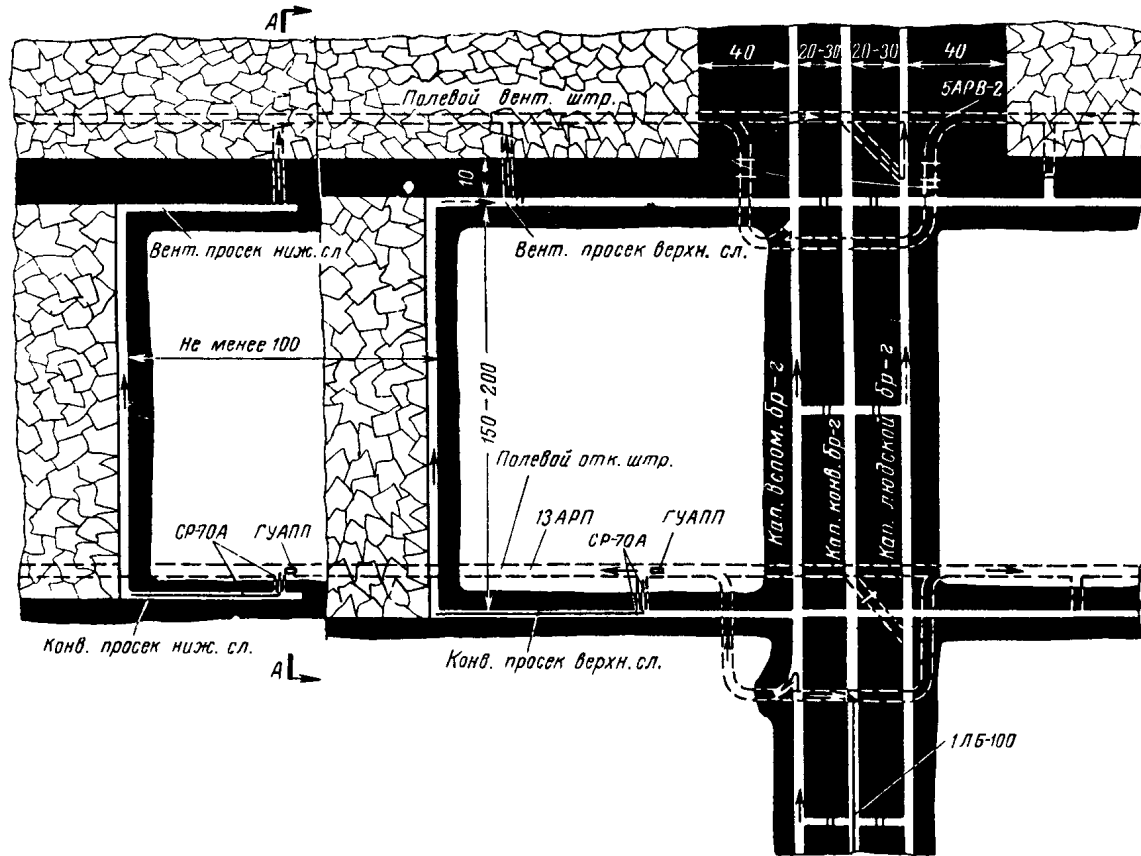 А
40
20-30
20-30
40
Полевой вент. штр.
5АРВ-2
10
Вент. просек ниж. сл
Вент. просек верхн. сл.
Не менее 100
150-200
Кап. вспом. бр-г
Кап. конв. бр-г
Кап. людской бр-г
Полевой отк. штр.
СР-70А
ГУАПП
13АРП
СР-70А
ГУАПП
Конв. просек ниж. сл.
Конв. просек верхн. сл.
А
1ЛБ-100